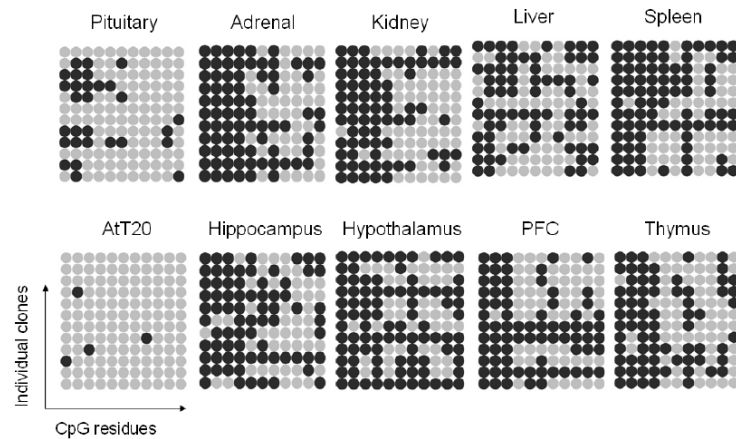 Pituitary
Adrenal
Kidney
Liver
Spleen
AtT20
Hippocampus
Hypothalamus
PFC
Thymus
Individual clones
CpG residues